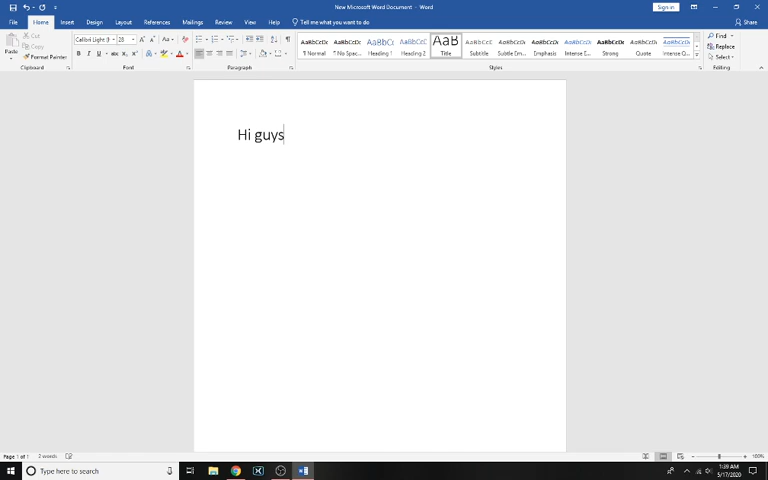 New Microsoft Word Document - Word
Sign in
File Home Insert Design Layout References Mailings Review View Help Tell me what you want to do Share
Paste
Cut
Copy
Format Painter
Clipboard
Calibri Light (H 28
Font
Paragraph
AaBbCcDc AaBbCcDc AaBbCc AaBbCcC AaB AaBbCcC AaBbCcDc AaBbCcDc AaBbCcDc AaBbCcDc AaBbCcDc AaBbCcDc
¶ Normal ¶ No Spac... Heading 1 Heading 2 Title Subtitle Subtle Em... Emphasis Intense E... Strong Quote Intense Q...
Styles
Find
Replace
Select
Editing
Hi guys
Page 1 of 1 2 words
100%
Type here to search
1:39 AM
5/17/2020